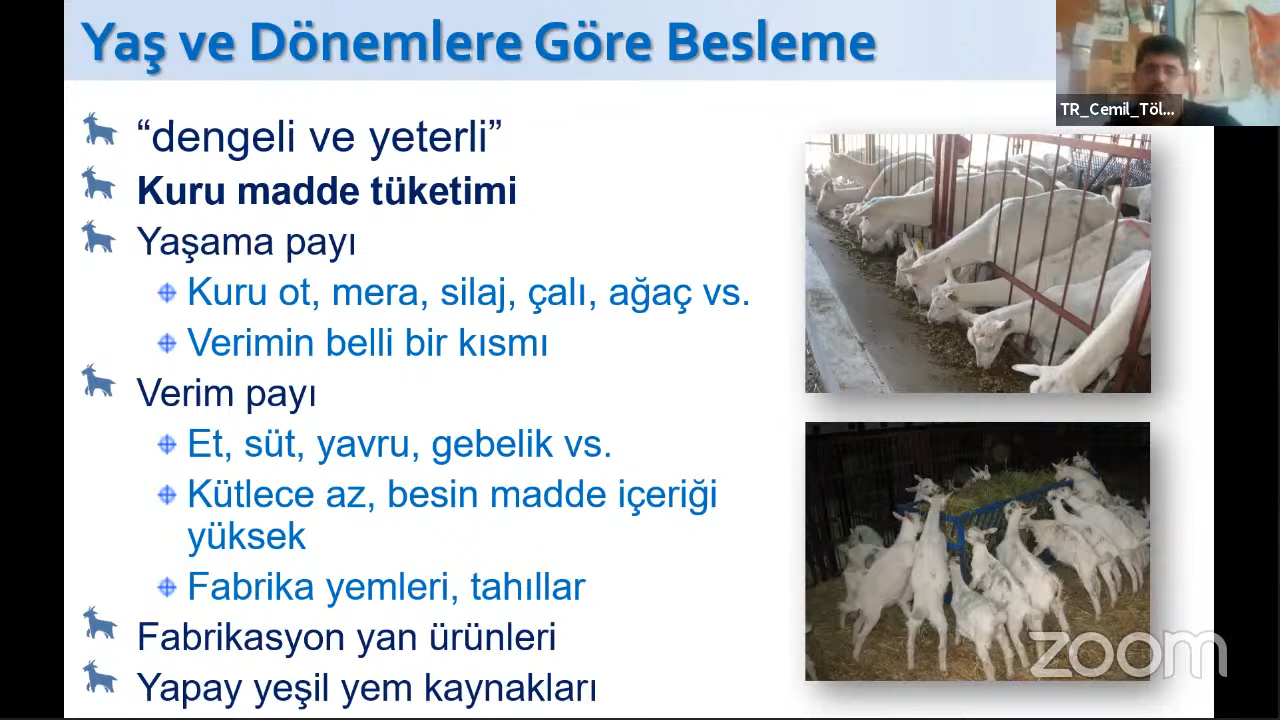 Yaş ve Dönemlere Göre Besleme
TR_Cemil_Töl...
“dengeli ve yeterli”
Kuru madde tüketimi
Yaşama payı
Kuru ot, mera, silaj, çalı, ağaç vs.
Verimin belli bir kısmı
Verim payı
Et, süt, yavru, gebelik vs.
Kütlece az, besin madde içeriği
yüksek
Fabrika yemleri, tahıllar
Fabrikasyon yan ürünleri
Yapay yeşil yem kaynakları
zoom